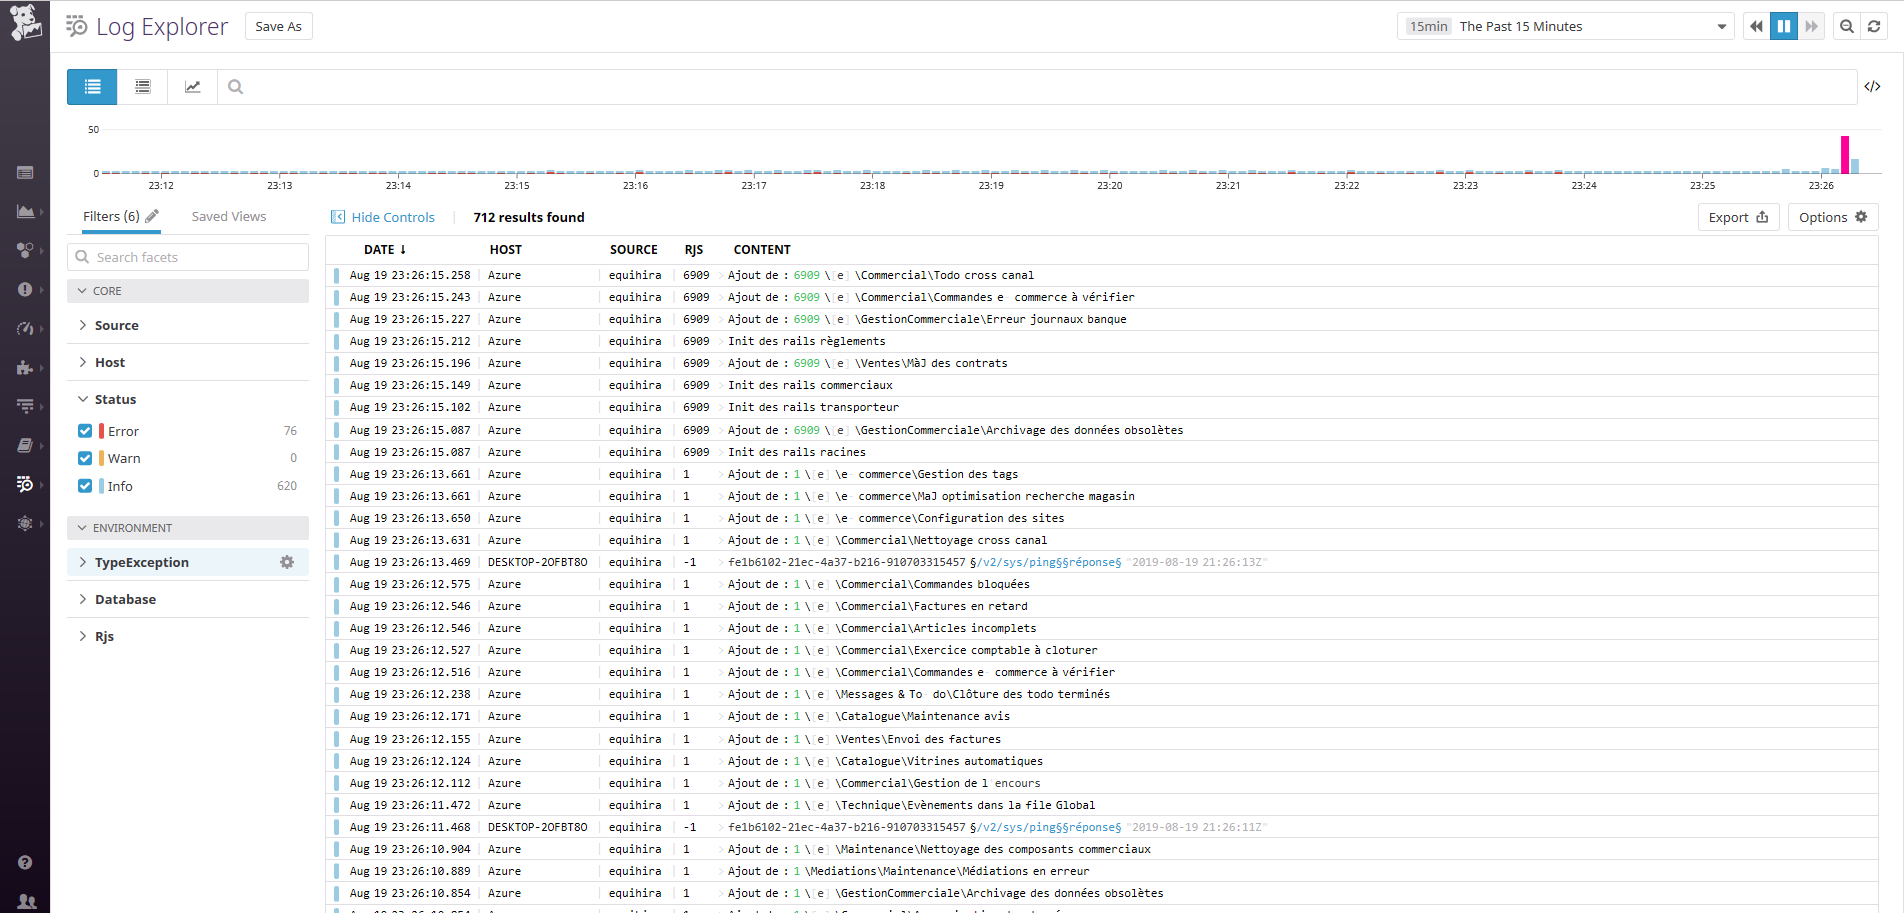 Log Explorer Save As 15min The Past 15 Minutes
</>
50
0
23:12 23:13 23:14 23:15 23:16 23:17 23:18 23:19 23:20 23:21 23:22 23:23 23:24 23:25 23:26
Filters (6) Saved Views
Hide Controls 712 results found Export Options
Search facets
CORE
Source
Host
Status
Error 76
Warn 0
Info 620
ENVIRONMENT
TypeException
Database
Rjs
DATE ↓ HOST SOURCE RJS CONTENT
Aug 19 23:26:15.258 Azure equihira 6909 Ajout de : 6909 \[e] \Commercial\Todo cross canal
Aug 19 23:26:15.243 Azure equihira 6909 Ajout de : 6909 \[e] \Commercial\Commandes e-commerce à vérifier
Aug 19 23:26:15.227 Azure equihira 6909 Ajout de : 6909 \[e] \GestionCommerciale\Erreur journaux banque
Aug 19 23:26:15.212 Azure equihira 6909 Init des rails règlements
Aug 19 23:26:15.196 Azure equihira 6909 Ajout de : 6909 \[e] \Ventes\MàJ des contrats
Aug 19 23:26:15.149 Azure equihira 6909 Init des rails commerciaux
Aug 19 23:26:15.102 Azure equihira 6909 Init des rails transporteur
Aug 19 23:26:15.087 Azure equihira 6909 Ajout de : 6909 \[e] \GestionCommerciale\Archivage des données obsolètes
Aug 19 23:26:15.087 Azure equihira 6909 Init des rails racines
Aug 19 23:26:13.661 Azure equihira 1 Ajout de : 1 \[e] \e-commerce\Gestion des tags
Aug 19 23:26:13.661 Azure equihira 1 Ajout de : 1 \[e] \e-commerce\MaJ optimisation recherche magasin
Aug 19 23:26:13.650 Azure equihira 1 Ajout de : 1 \[e] \e-commerce\Configuration des sites
Aug 19 23:26:13.631 Azure equihira 1 Ajout de : 1 \[e] \Commercial\Nettoyage cross canal
Aug 19 23:26:13.469 DESKTOP-2OFBT8O equihira -1 fe1b6102-21ec-4a37-b216-910703315457 §/v2/sys/ping§§réponse§ "2019-08-19 21:26:13Z"
Aug 19 23:26:12.575 Azure equihira 1 Ajout de : 1 \[e] \Commercial\Commandes bloquées
Aug 19 23:26:12.546 Azure equihira 1 Ajout de : 1 \[e] \Commercial\Factures en retard
Aug 19 23:26:12.546 Azure equihira 1 Ajout de : 1 \[e] \Commercial\Articles incomplets
Aug 19 23:26:12.527 Azure equihira 1 Ajout de : 1 \[e] \Commercial\Exercice comptable à cloturer
Aug 19 23:26:12.516 Azure equihira 1 Ajout de : 1 \[e] \Commercial\Commandes e-commerce à vérifier
Aug 19 23:26:12.238 Azure equihira 1 Ajout de : 1 \[e] \Messages & To-do\Clôture des todo terminés
Aug 19 23:26:12.171 Azure equihira 1 Ajout de : 1 \[e] \Catalogue\Maintenance avis
Aug 19 23:26:12.155 Azure equihira 1 Ajout de : 1 \[e] \Ventes\Envoi des factures
Aug 19 23:26:12.124 Azure equihira 1 Ajout de : 1 \[e] \Catalogue\Vitrines automatiques
Aug 19 23:26:12.112 Azure equihira 1 Ajout de : 1 \[e] \Commercial\Gestion de l'encours
Aug 19 23:26:11.472 Azure equihira 1 Ajout de : 1 \[e] \Technique\Evènements dans la file Global
Aug 19 23:26:11.468 DESKTOP-2OFBT8O equihira -1 fe1b6102-21ec-4a37-b216-910703315457 §/v2/sys/ping§§réponse§ "2019-08-19 21:26:11Z"
Aug 19 23:26:10.904 Azure equihira 1 Ajout de : 1 \[e] \Maintenance\Nettoyage des composants commerciaux
Aug 19 23:26:10.889 Azure equihira 1 Ajout de : 1 \Mediations\Maintenance\Médiations en erreur
Aug 19 23:26:10.854 Azure equihira 1 Ajout de : 1 \[e] \GestionCommerciale\Archivage des données obsolètes